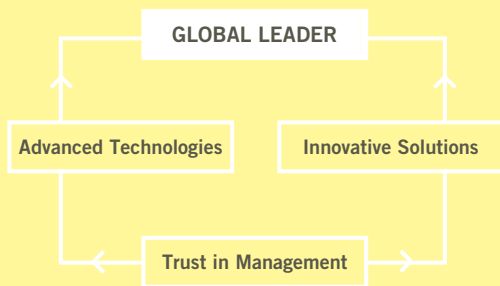 GLOBAL LEADER
Advanced Technologies
Innovative Solutions
Trust in Management